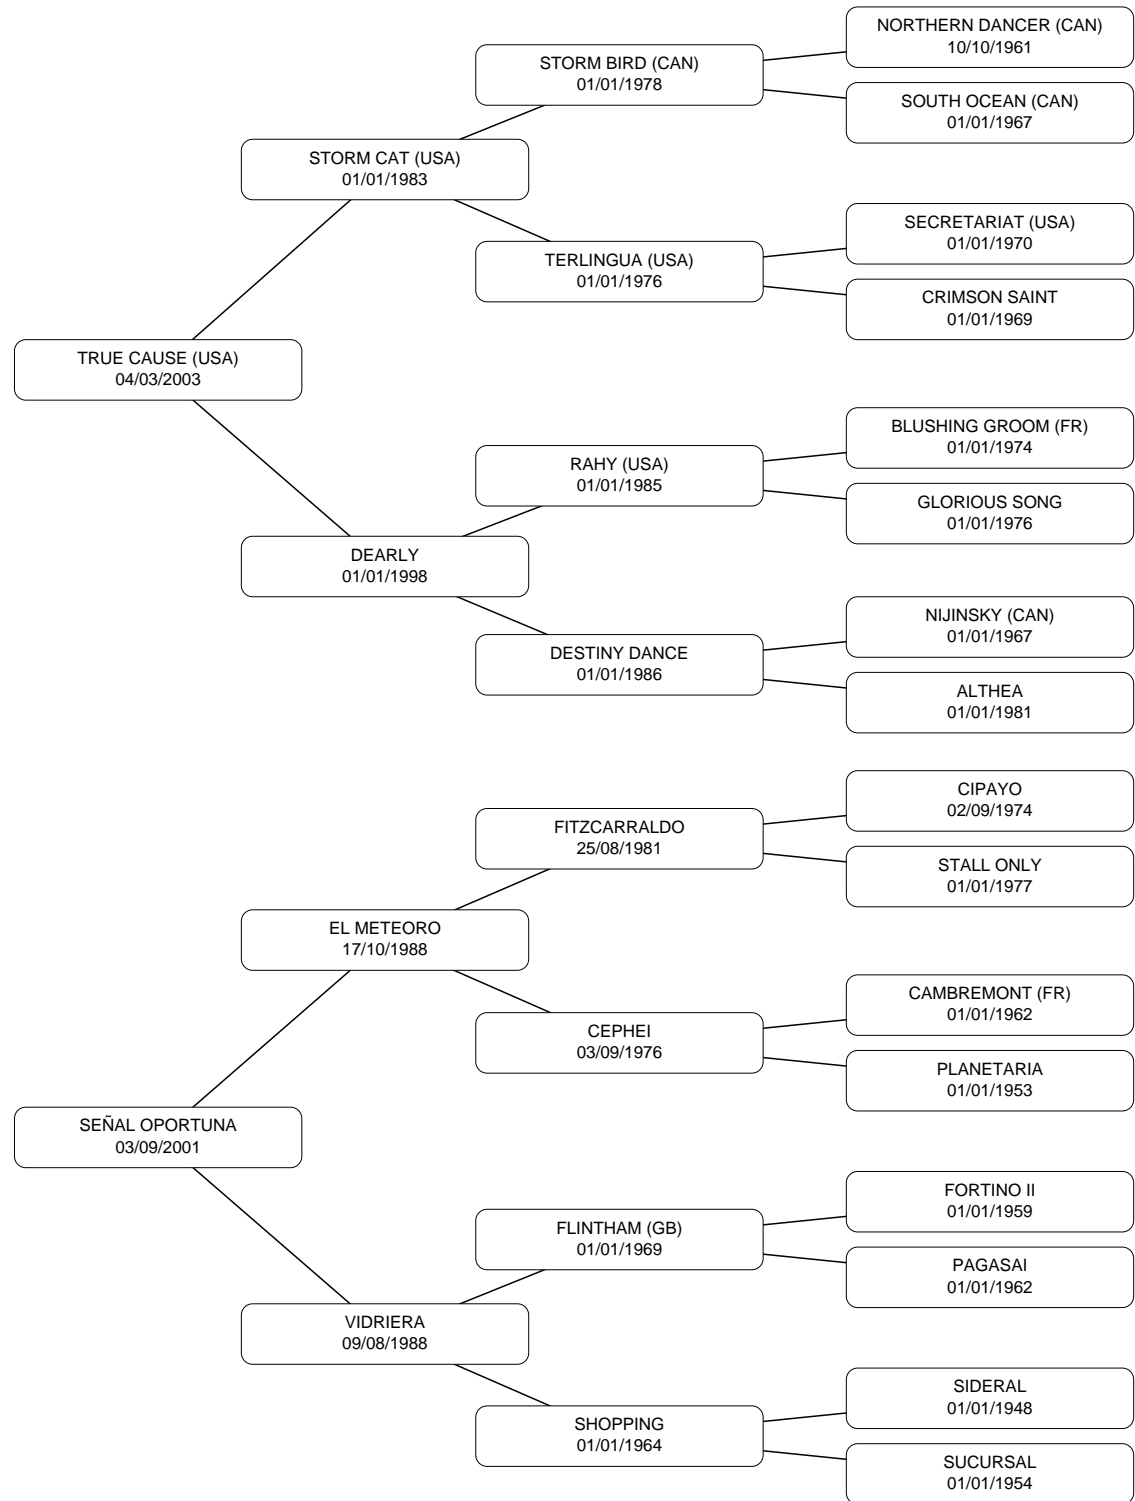 NORTHERN DANCER (CAN)
10/10/1961
STORM BIRD (CAN)
01/01/1978
SOUTH OCEAN (CAN)
01/01/1967
STORM CAT (USA)
01/01/1983
SECRETARIAT (USA)
01/01/1970
TERLINGUA (USA)
01/01/1976
CRIMSON SAINT
01/01/1969
TRUE CAUSE (USA)
04/03/2003
BLUSHING GROOM (FR)
01/01/1974
RAHY (USA)
01/01/1985
GLORIOUS SONG
01/01/1976
DEARLY
01/01/1998
NIJINSKY (CAN)
01/01/1967
DESTINY DANCE
01/01/1986
ALTHEA
01/01/1981
CIPAYO
02/09/1974
FITZCARRALDO
25/08/1981
STALL ONLY
01/01/1977
EL METEORO
17/10/1988
CAMBREMONT (FR)
01/01/1962
CEPHEI
03/09/1976
PLANETARIA
01/01/1953
SEÑAL OPORTUNA
03/09/2001
FORTINO II
01/01/1959
FLINTHAM (GB)
01/01/1969
PAGASAI
01/01/1962
VIDRIERA
09/08/1988
SIDERAL
01/01/1948
SHOPPING
01/01/1964
SUCURSAL
01/01/1954